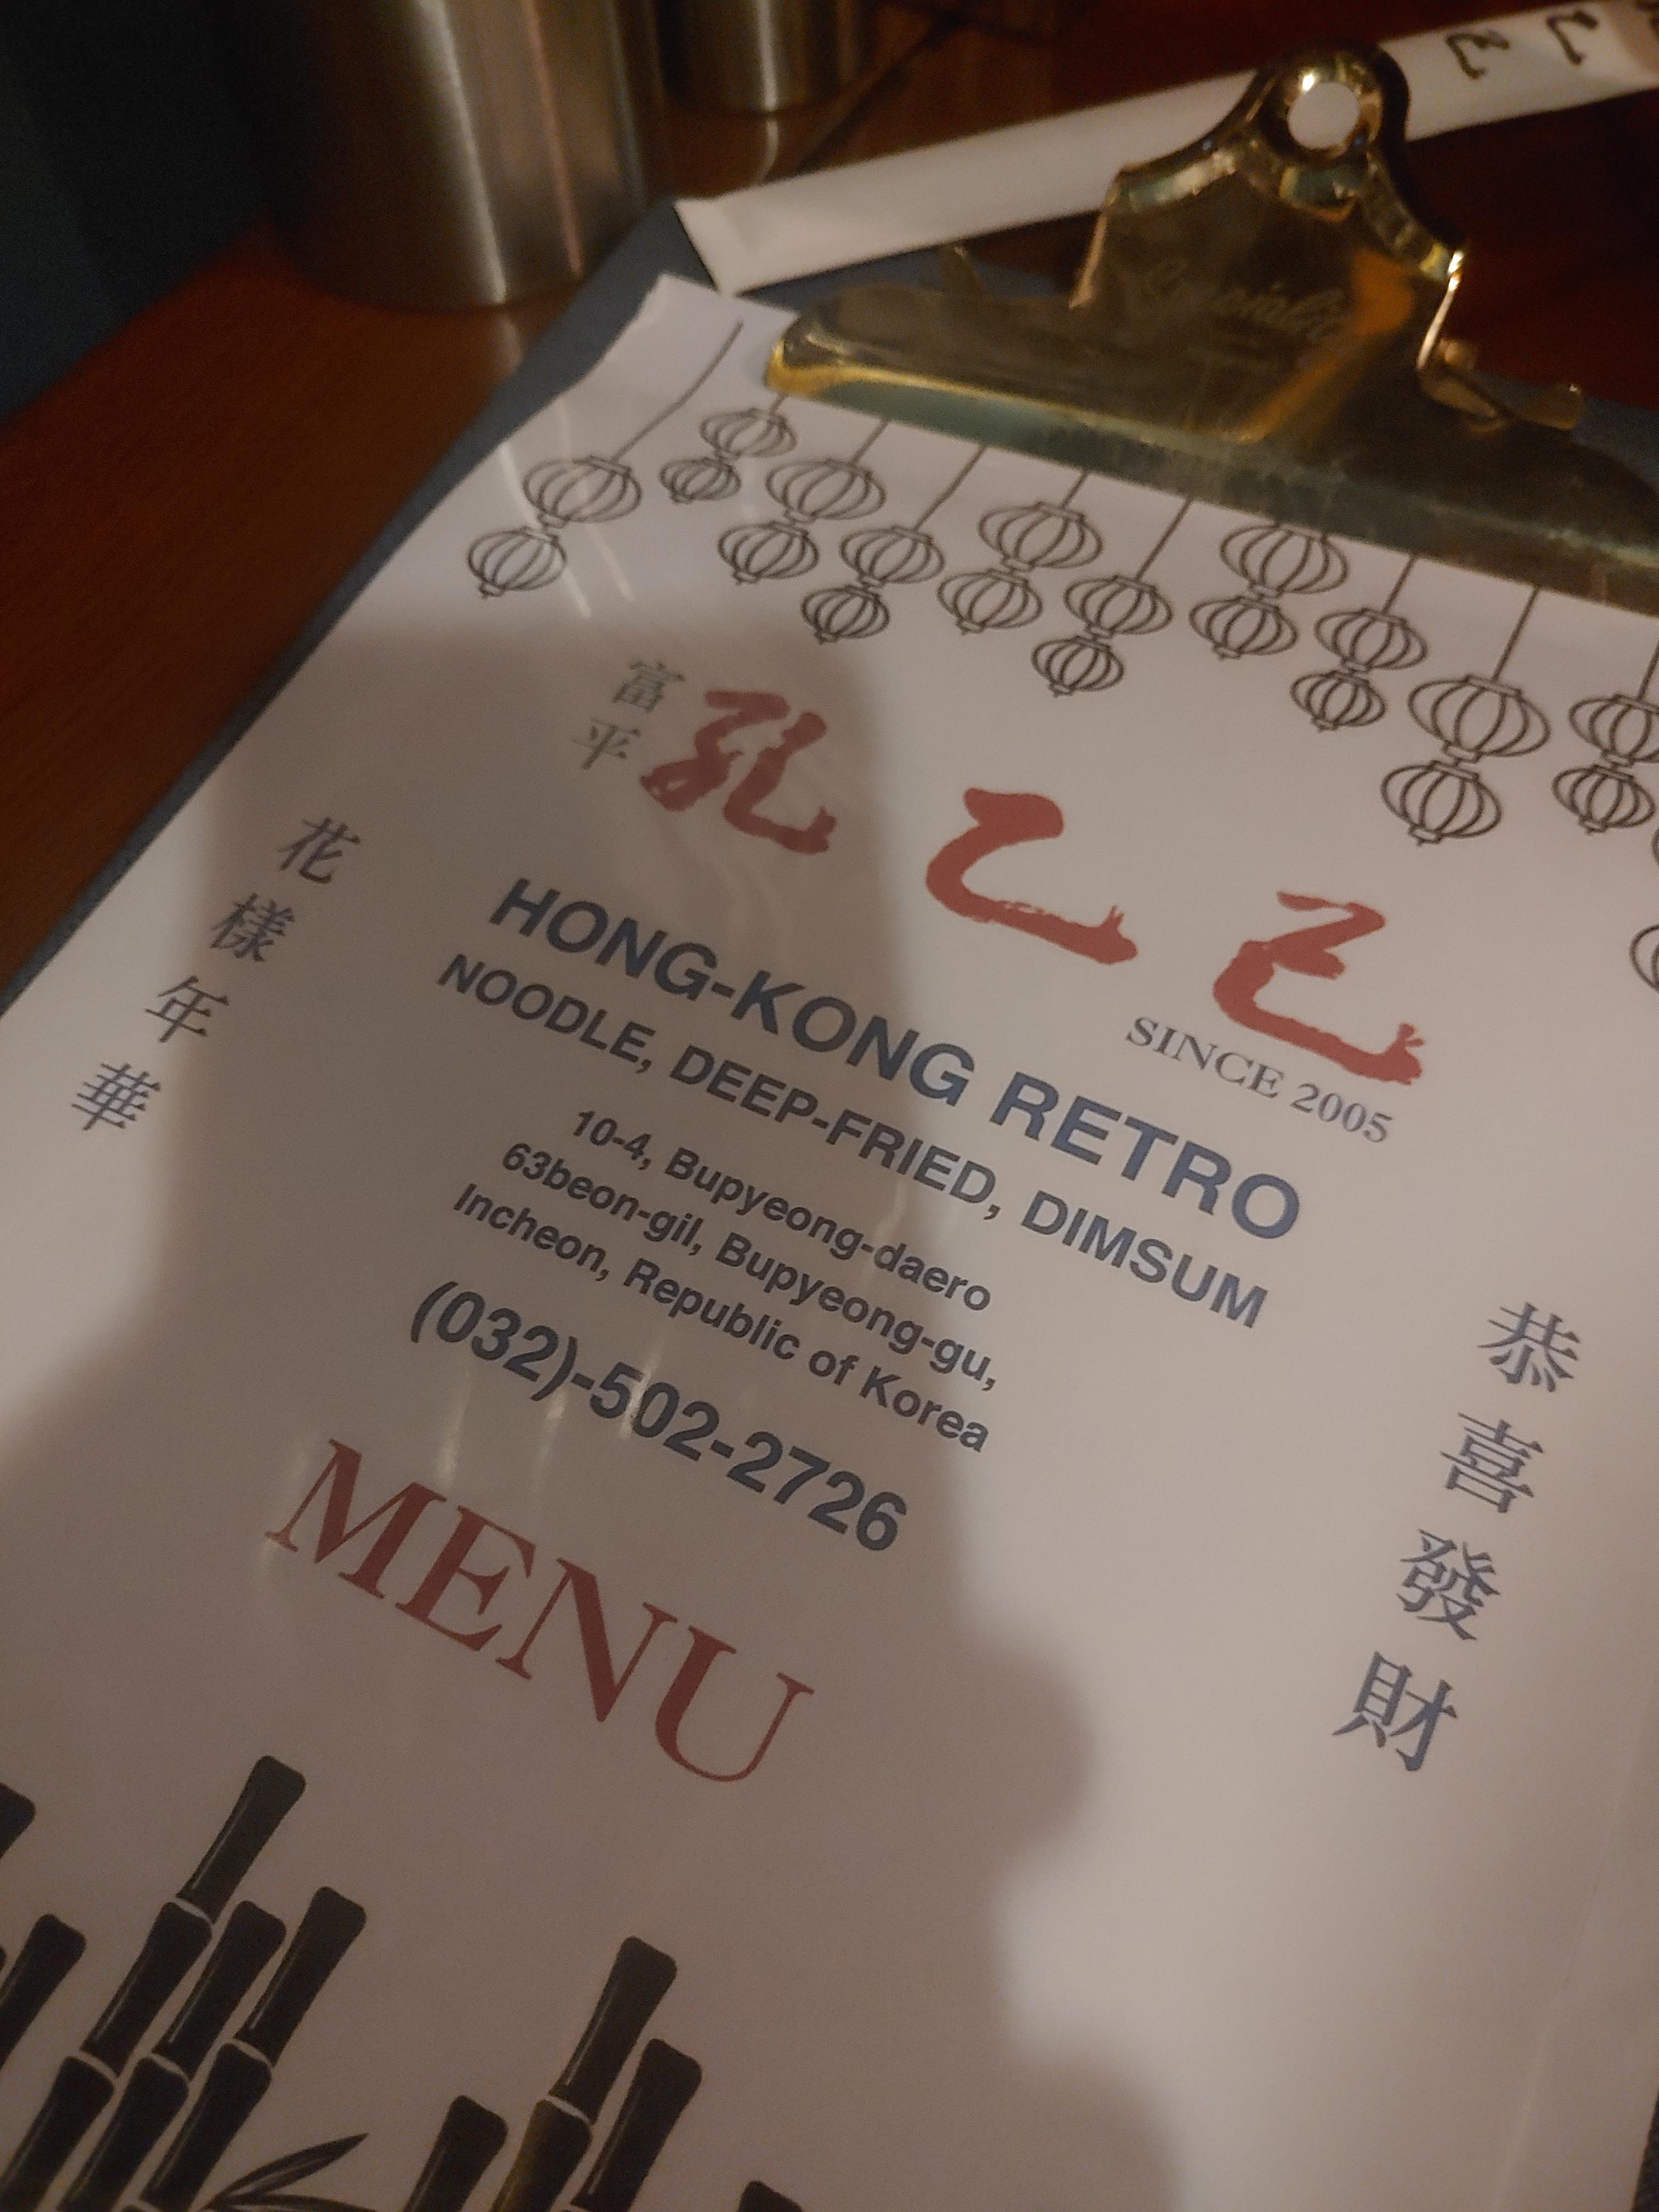 富平
孔乙己
SINCE 2005
HONG-KONG RETRO
NOODLE, DEEP-FRIED, DIMSUM
10-4, Bupyeong-daero
63beon-gil, Bupyeong-gu,
Incheon, Republic of Korea
(032)-502-2726
MENU
花樣年華
恭喜發財